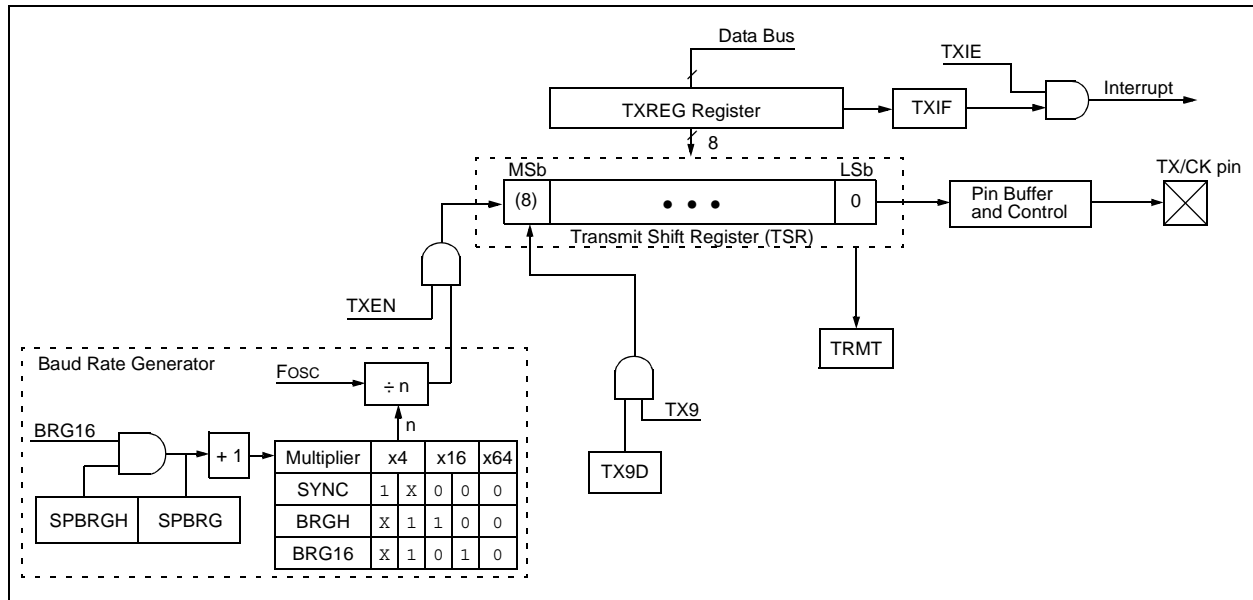 Data Bus
TXIE
Interrupt
TXREG Register
TXIF
8
MSb
LSb
TX/CK pin
(8)
• • •
0
Pin Buffer
and Control
Transmit Shift Register (TSR)
TXEN
TRMT
Baud Rate Generator
FOSC
÷ n
n
TX9
BRG16
+ 1
TX9D
Multiplier x4 x16 x64
SYNC 1 X 0 0 0
SPBRGH SPBRG
BRGH X 1 1 0 0
BRG16 X 1 0 1 0